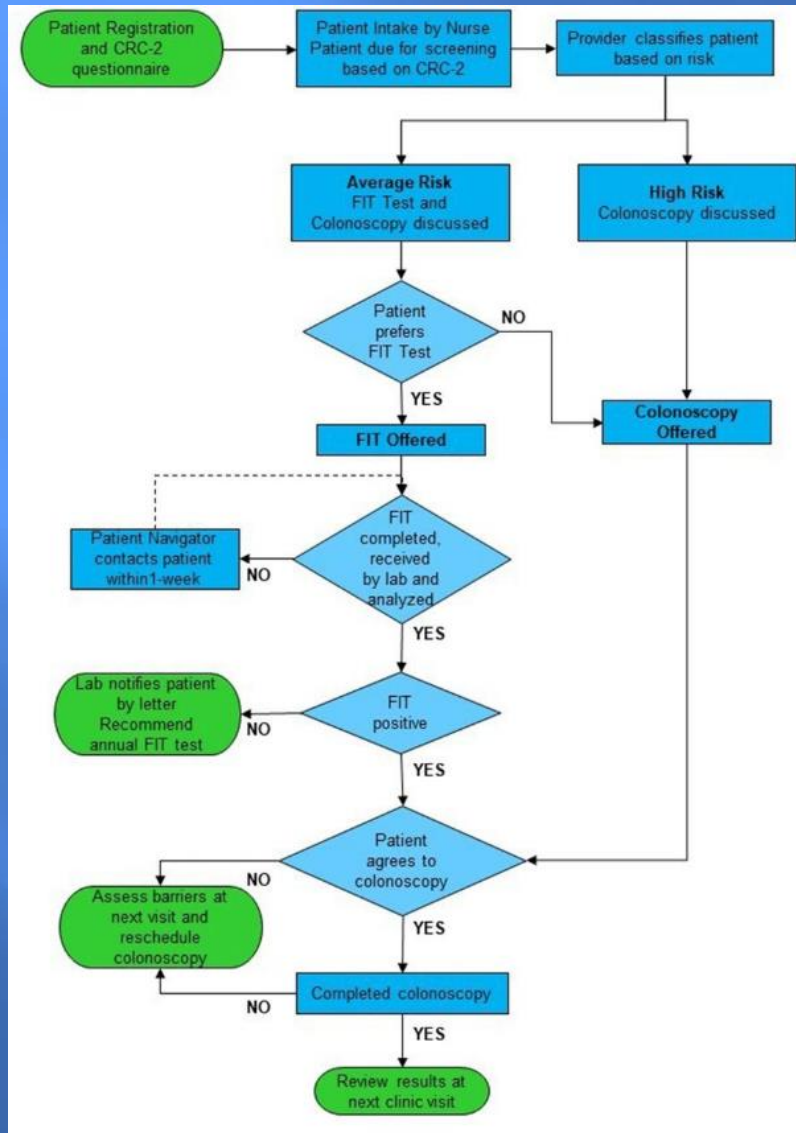 Patient Registration
and CRC-2
questionnaire
Patient Intake by Nurse
Patient due for screening
based on CRC-2
Provider classifies patient
based on risk
Average Risk
FIT Test and
Colonoscopy discussed
High Risk
Colonoscopy discussed
Patient
prefers
FIT Test
NO
YES
FIT Offered
Colonoscopy
Offered
Patient Navigator
contacts patient
within1-week
NO
FIT
completed,
received
by lab and
analyzed
YES
Lab notifies patient
by letter
Recommend
annual FIT test
NO
FIT
positive
YES
Patient
agrees to
colonoscopy
NO
YES
Assess barriers at
next visit and
reschedule
colonoscopy
NO
Completed colonoscopy
YES
Review results at
next clinic visit